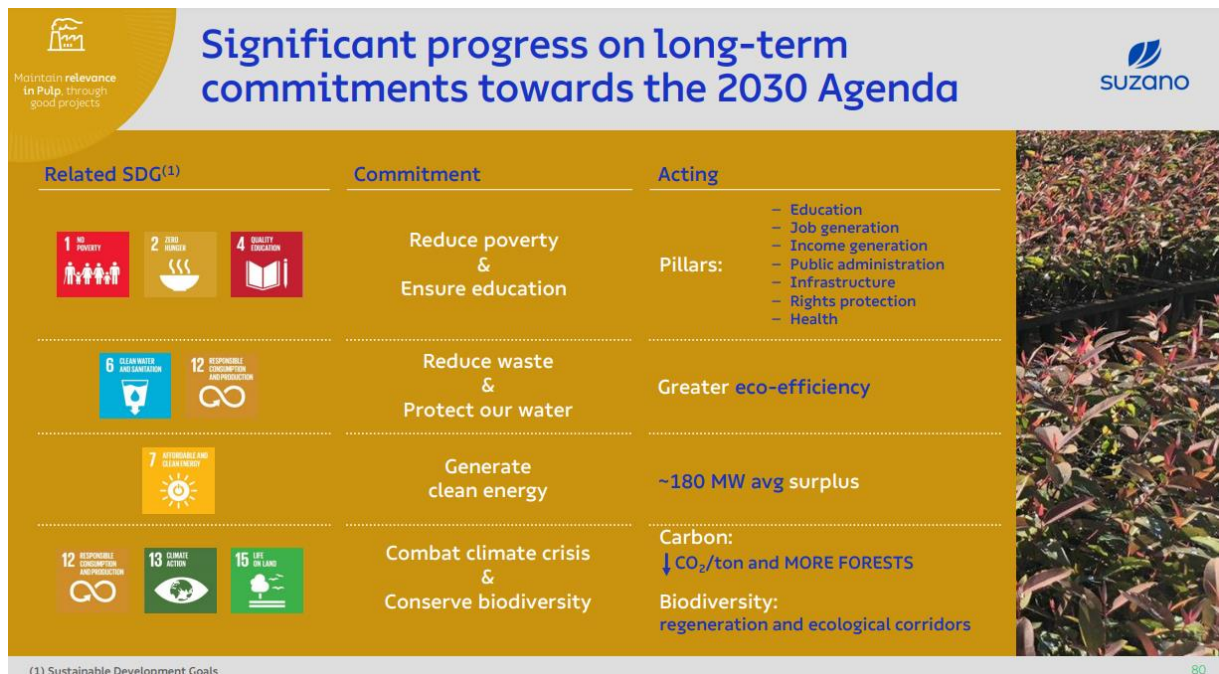 Maintain relevance
in Pulp, through
good projects
Significant progress on long-term
commitments towards the 2030 Agenda
suzano
Related SDG(1)
Commitment
Acting
1 NO
POVERTY
2 ZERO
HUNGER
4 QUALITY
EDUCATION
Reduce poverty
&
Ensure education
Pillars:
– Education
– Job generation
– Income generation
– Public administration
– Infrastructure
– Rights protection
– Health
6 CLEAN WATER
AND SANITATION
12 RESPONSIBLE
CONSUMPTION
AND PRODUCTION
Reduce waste
&
Protect our water
Greater eco-efficiency
7 AFFORDABLE AND
CLEAN ENERGY
Generate
clean energy
~180 MW avg surplus
12 RESPONSIBLE
CONSUMPTION
AND PRODUCTION
13 CLIMATE
ACTION
15 LIFE
ON LAND
Combat climate crisis
&
Conserve biodiversity
Carbon:
↓CO₂/ton and MORE FORESTS
Biodiversity:
regeneration and ecological corridors
(1) Sustainable Development Goals
80